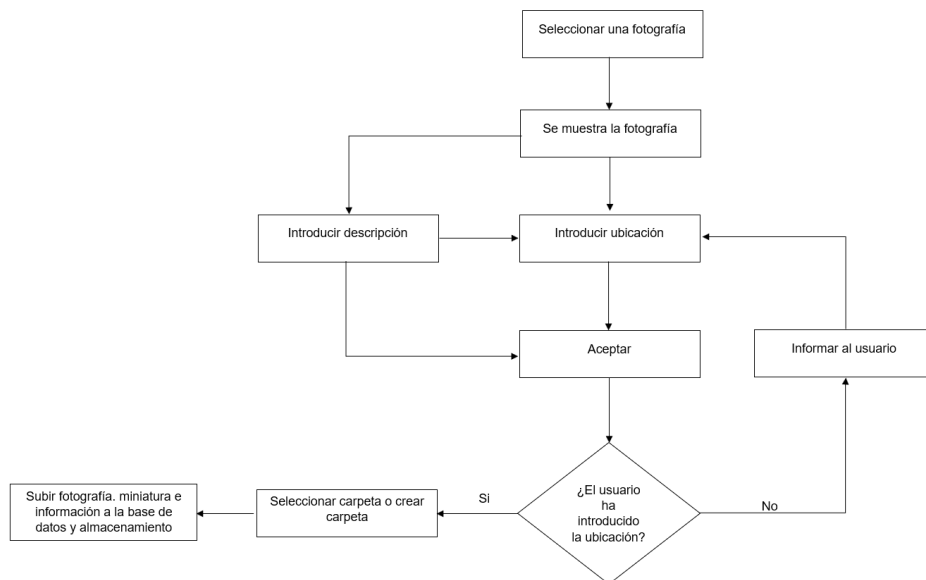 Seleccionar una fotografía
Se muestra la fotografía
Introducir descripción
Introducir ubicación
Aceptar
Informar al usuario
¿El usuario
ha
introducido
la ubicación?
Si
No
Seleccionar carpeta o crear
carpeta
Subir fotografía. miniatura e
información a la base de
datos y almacenamiento